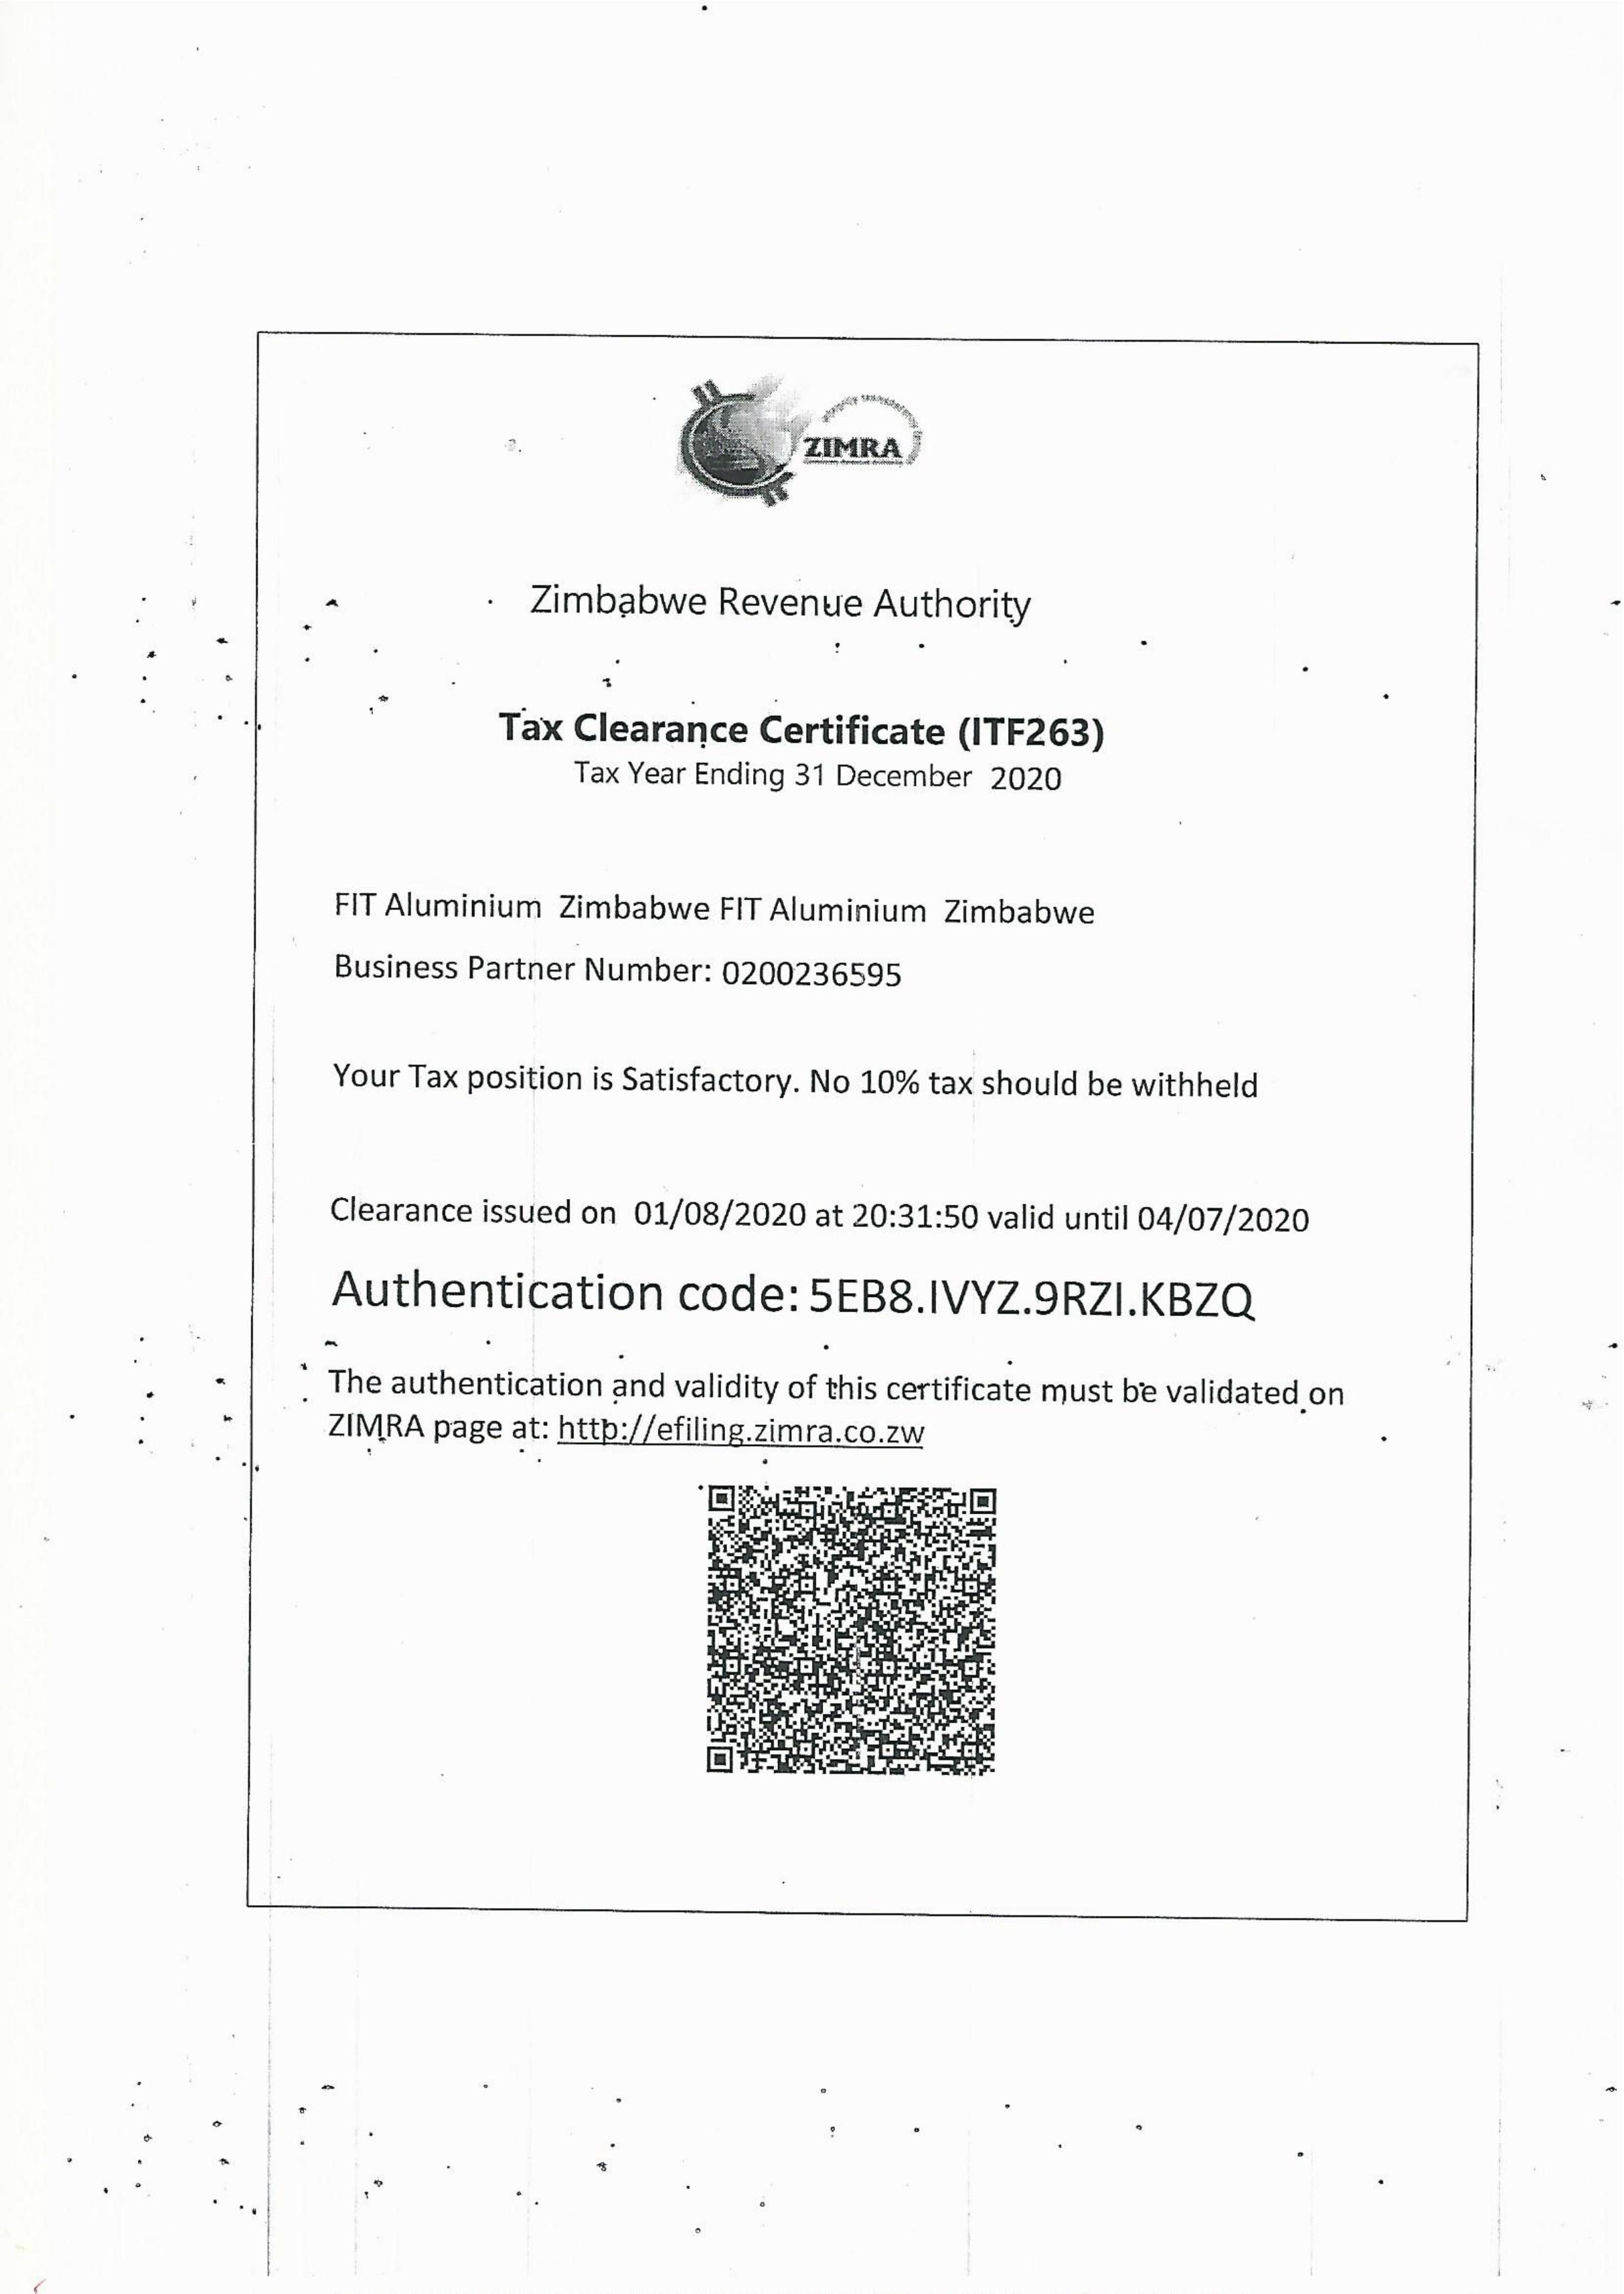 ZIMRA
Zimbabwe Revenue Authority
Tax Clearance Certificate (ITF263)
Tax Year Ending 31 December 2020
FIT Aluminium Zimbabwe FIT Aluminium Zimbabwe
Business Partner Number: 0200236595
Your Tax position is Satisfactory. No 10% tax should be withheld
Clearance issued on 01/08/2020 at 20:31:50 valid until 04/07/2020
Authentication code: 5EB8.IVYZ.9RZI.KBZQ
The authentication and validity of this certificate must be validated on
ZIMRA page at: http://efiling.zimra.co.zw